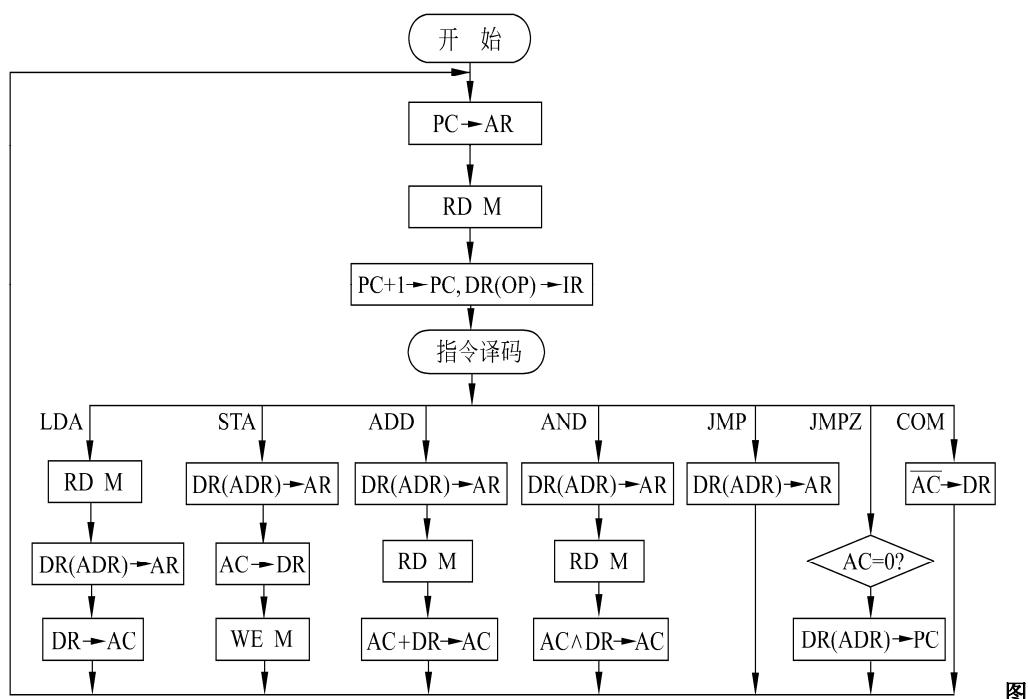 开 始
PC→AR
RD M
PC+1→PC, DR(OP)→IR
指令译码
LDA STA ADD AND JMP JMPZ COM
RD M DR(ADR)→AR DR(ADR)→AR DR(ADR)→AR DR(ADR)→AR A̅C̅→DR
DR(ADR)→AR AC→DR RD M RD M AC=0?
DR→AC WE M AC+DR→AC AC∧DR→AC DR(ADR)→PC
图